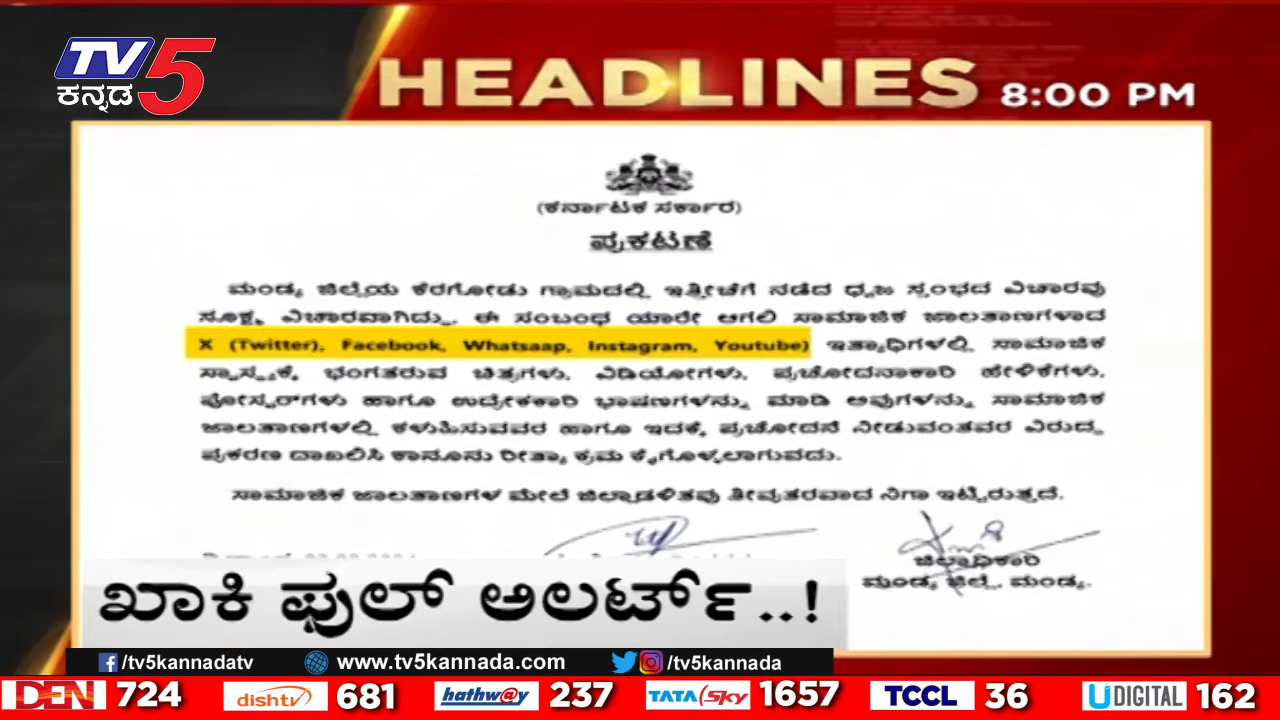 TV5
ಕನ್ನಡ
HEADLINES 8:00 PM
(ಕರ್ನಾಟಕ ಸರ್ಕಾರ)
ಪ್ರಕಟಣೆ
ಮಂಡ್ಯ ಜಿಲ್ಲೆಯ ಕೆರಗೋಡು ಗ್ರಾಮದಲ್ಲಿ ಇತ್ತೀಚೆಗೆ ನಡೆದ ಧ್ವಜ ಸ್ತಂಭದ ವಿಚಾರವು
ಸೂಕ್ಷ್ಮ ವಿಚಾರವಾಗಿದ್ದು, ಈ ಸಂಬಂಧ ಯಾರೇ ಆಗಲಿ ಸಾಮಾಜಿಕ ಜಾಲತಾಣಗಳಾದ
X (Twitter), Facebook, Whatsaap, Instagram, Youtube) ಇತ್ಯಾಧಿಗಳಲ್ಲಿ ಸಾಮಾಜಿಕ
ಸ್ವಾಸ್ಥ್ಯಕ್ಕೆ ಭಂಗತರುವ ಚಿತ್ರಗಳು, ವಿಡಿಯೋಗಳು, ಪ್ರಚೋದನಾಕಾರಿ ಹೇಳಿಕೆಗಳು,
ಪೋಸ್ಟರ್‌ಗಳು ಹಾಗೂ ಉದ್ರೇಕಕಾರಿ ಭಾಷಣಗಳನ್ನು ಮಾಡಿ ಅವುಗಳನ್ನು ಸಾಮಾಜಿಕ
ಜಾಲತಾಣಗಳಲ್ಲಿ ಕಳುಹಿಸುವವರ ಹಾಗೂ ಇದಕ್ಕೆ ಪ್ರಚೋದನೆ ನೀಡುವಂತವರ ವಿರುದ್ಧ
ಪ್ರಕರಣ ದಾಖಲಿಸಿ ಕಾನೂನು ರೀತ್ಯಾ ಕ್ರಮ ಕೈಗೊಳ್ಳಲಾಗುವದು.
ಸಾಮಾಜಿಕ ಜಾಲತಾಣಗಳ ಮೇಲೆ ಜಿಲ್ಲಾಡಳಿತವು ತೀವ್ರತರವಾದ ನಿಗಾ ಇಟ್ಟಿರುತ್ತದೆ.
ಜಿಲ್ಲಾಧಿಕಾರಿ
ಮಂಡ್ಯ ಜಿಲ್ಲೆ, ಮಂಡ್ಯ.
ಖಾಕಿ ಫುಲ್ ಅಲರ್ಟ್..!
/tv5kannadatv www.tv5kannada.com /tv5kannada
DEN 724 dishtv 681 hathw@y 237 TATA Sky 1657 TCCL 36 U DIGITAL 162